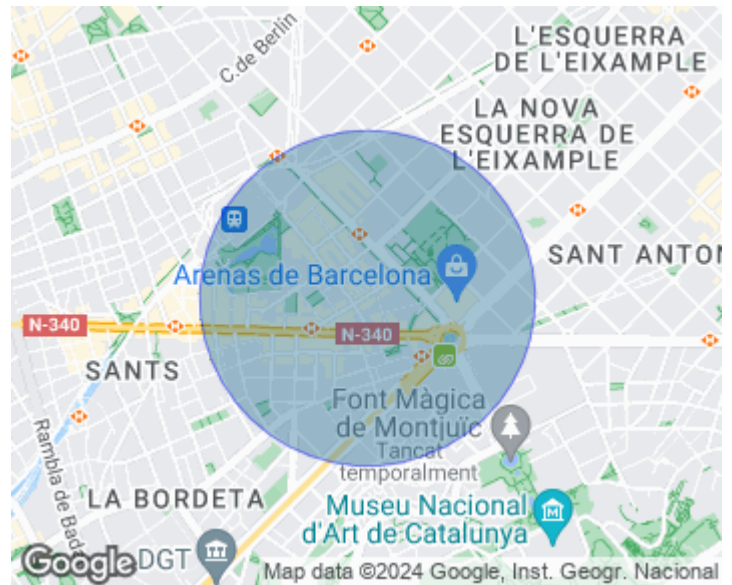 L'ESQUERRA
DE L'EIXAMPLE
C. de Berlín
LA NOVA
ESQUERRA DE
L'EIXAMPLE
SANT ANTO
Arenas de Barcelona
N-340
N-340
SANTS
Font Màgica
de Montjuïc
Tancat
temporalment
Rambla de Bada
LA BORDETA
Museu Nacional
d'Art de Catalunya
Google
DGT
Map data ©2024 Google, Inst. Geogr. Nacional